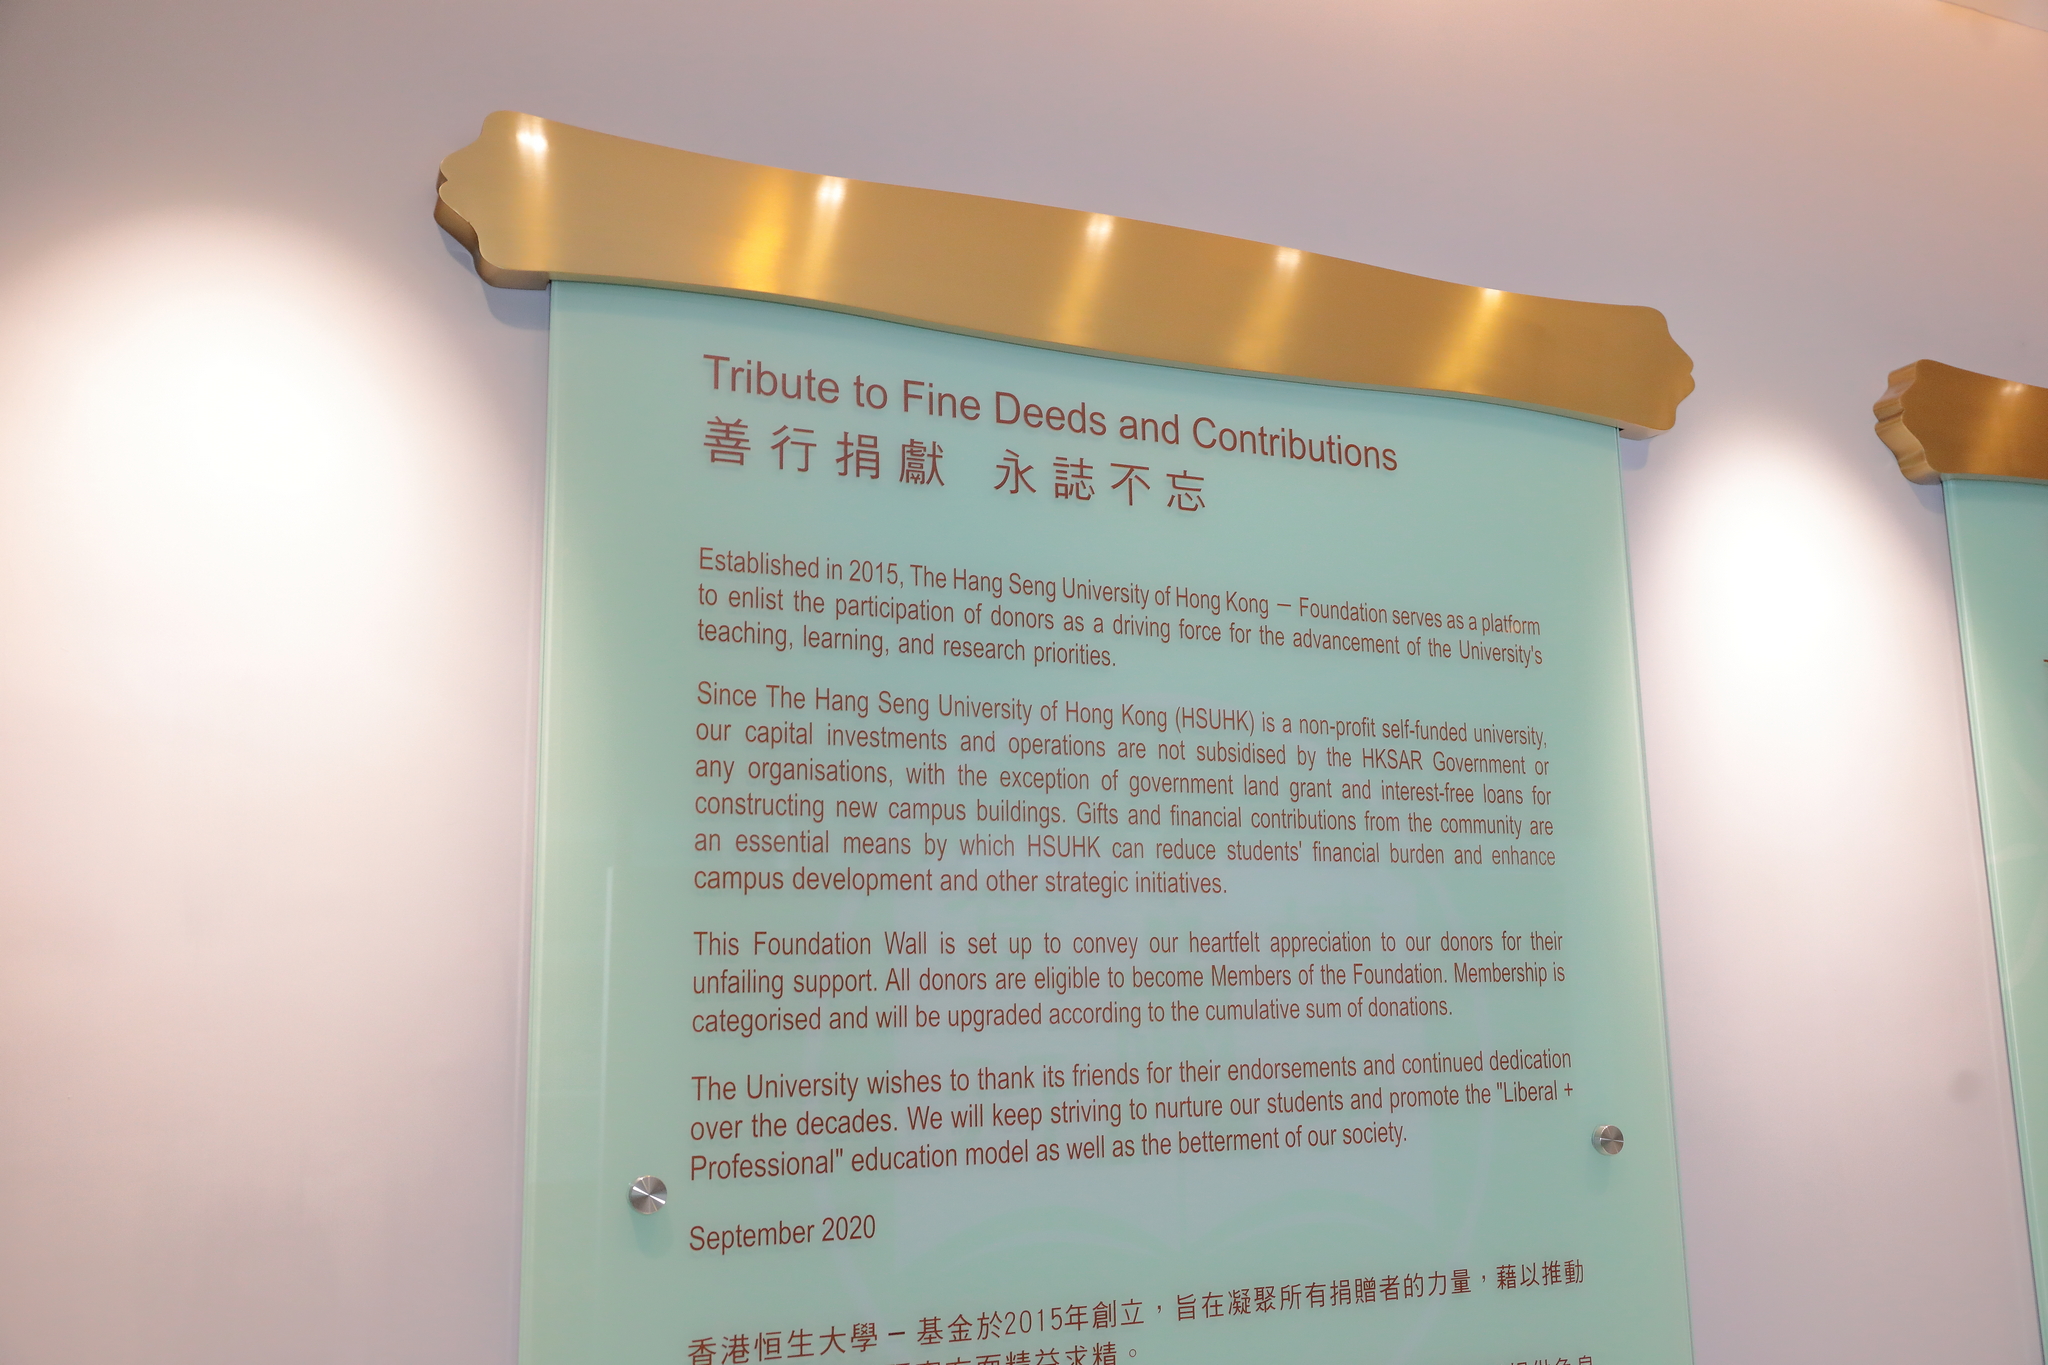 Tribute to Fine Deeds and Contributions
善行捐獻 永誌不忘
Established in 2015, The Hang Seng University of Hong Kong — Foundation serves as a platform
to enlist the participation of donors as a driving force for the advancement of the University's
teaching, learning, and research priorities.
Since The Hang Seng University of Hong Kong (HSUHK) is a non-profit self-funded university,
our capital investments and operations are not subsidised by the HKSAR Government or
any organisations, with the exception of government land grant and interest-free loans for
constructing new campus buildings. Gifts and financial contributions from the community are
an essential means by which HSUHK can reduce students' financial burden and enhance
campus development and other strategic initiatives.
This Foundation Wall is set up to convey our heartfelt appreciation to our donors for their
unfailing support. All donors are eligible to become Members of the Foundation. Membership is
categorised and will be upgraded according to the cumulative sum of donations.
The University wishes to thank its friends for their endorsements and continued dedication
over the decades. We will keep striving to nurture our students and promote the "Liberal +
Professional" education model as well as the betterment of our society.
September 2020
香港恒生大學 – 基金於2015年創立，旨在凝聚所有捐贈者的力量，藉以推動
精益求精。